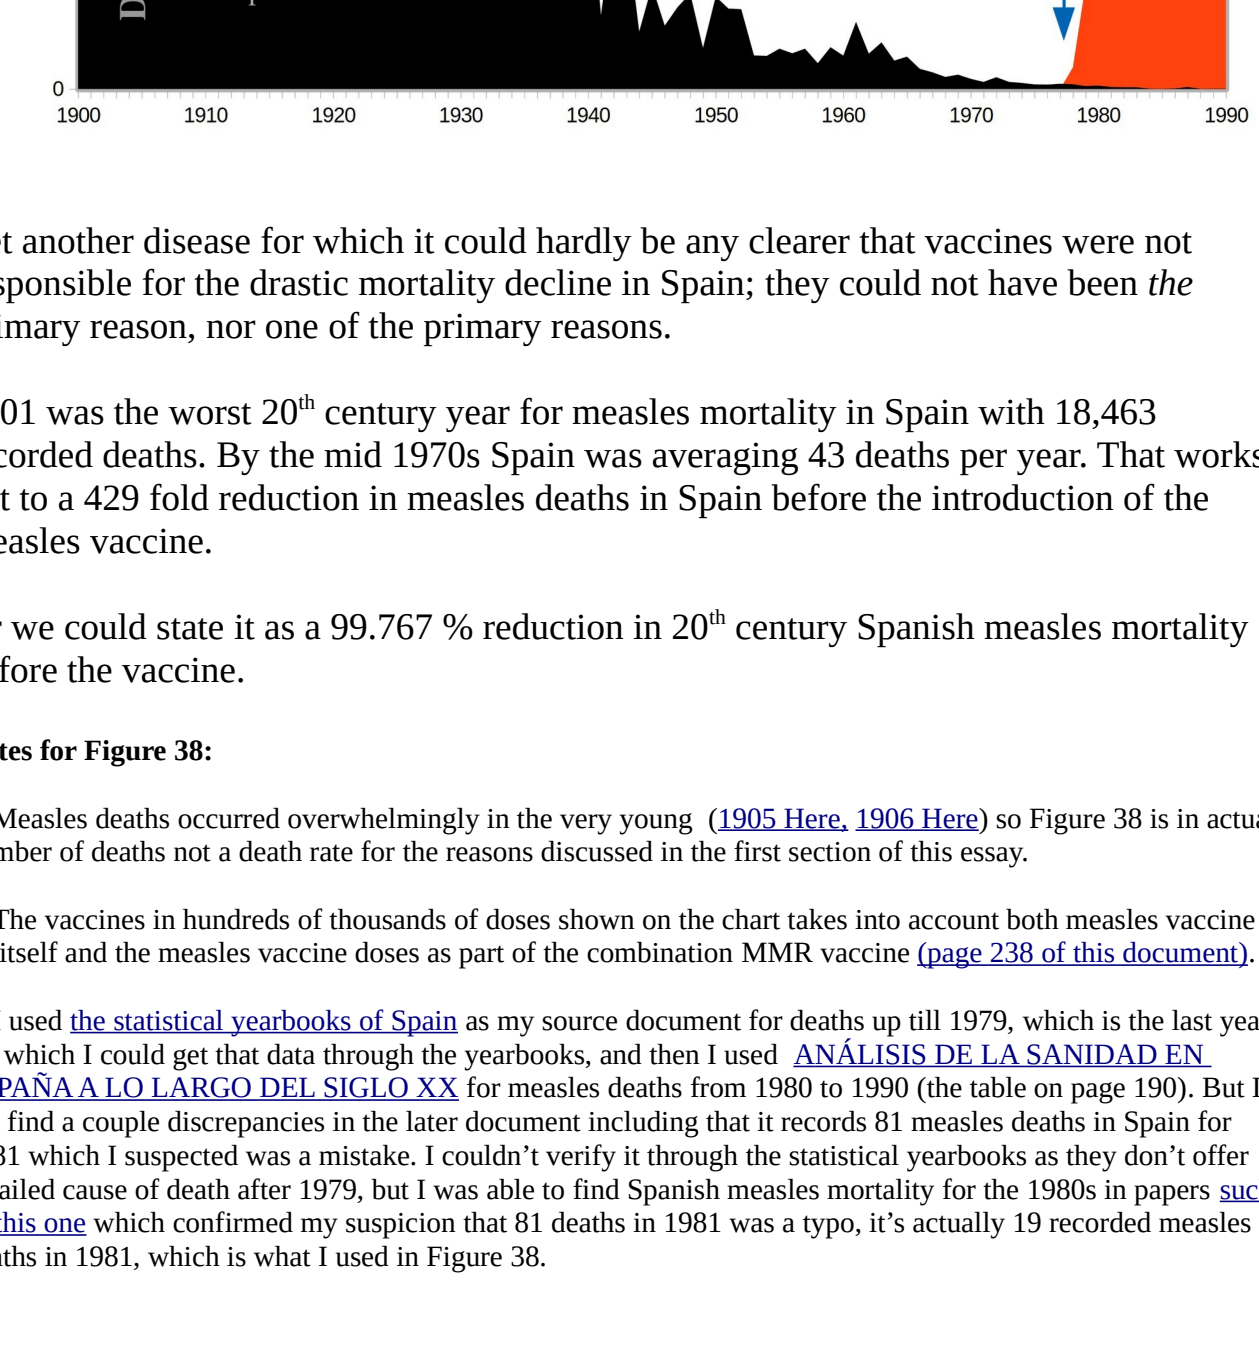 D
0
1900 1910 1920 1930 1940 1950 1960 1970 1980 1990
et another disease for which it could hardly be any clearer that vaccines were not
sponsible for the drastic mortality decline in Spain; they could not have been the
imary reason, nor one of the primary reasons.
01 was the worst 20th century year for measles mortality in Spain with 18,463
corded deaths. By the mid 1970s Spain was averaging 43 deaths per year. That works
t to a 429 fold reduction in measles deaths in Spain before the introduction of the
easles vaccine.
r we could state it as a 99.767 % reduction in 20th century Spanish measles mortality
fore the vaccine.
tes for Figure 38:
Measles deaths occurred overwhelmingly in the very young (1905 Here, 1906 Here) so Figure 38 is in actua
mber of deaths not a death rate for the reasons discussed in the first section of this essay.
The vaccines in hundreds of thousands of doses shown on the chart takes into account both measles vaccine
itself and the measles vaccine doses as part of the combination MMR vaccine (page 238 of this document).
I used the statistical yearbooks of Spain as my source document for deaths up till 1979, which is the last yea
which I could get that data through the yearbooks, and then I used ANÁLISIS DE LA SANIDAD EN
PAÑA A LO LARGO DEL SIGLO XX for measles deaths from 1980 to 1990 (the table on page 190). But I
find a couple discrepancies in the later document including that it records 81 measles deaths in Spain for
81 which I suspected was a mistake. I couldn’t verify it through the statistical yearbooks as they don’t offer
ailed cause of death after 1979, but I was able to find Spanish measles mortality for the 1980s in papers suc
this one which confirmed my suspicion that 81 deaths in 1981 was a typo, it’s actually 19 recorded measles
ths in 1981, which is what I used in Figure 38.